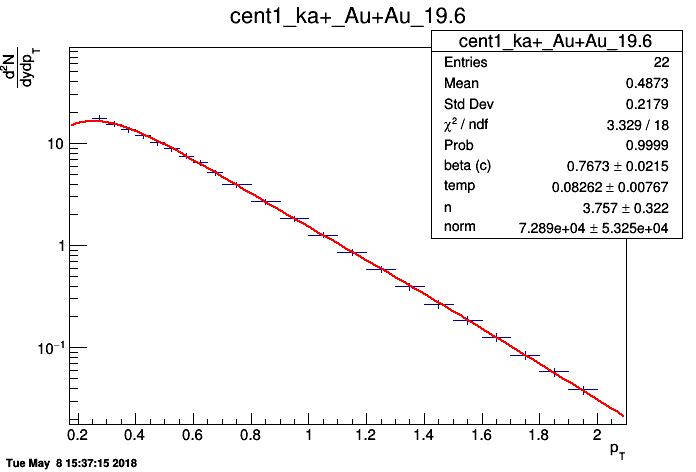 cent1_ka+_Au+Au_19.6
d²N
dydp_T
cent1_ka+_Au+Au_19.6
Entries 22
Mean 0.4873
Std Dev 0.2179
χ² / ndf 3.329 / 18
Prob 0.9999
beta (c) 0.7673 ± 0.0215
temp 0.08262 ± 0.00767
n 3.757 ± 0.322
norm 7.289e+04 ± 5.325e+04
10
1
10⁻¹
0.2 0.4 0.6 0.8 1 1.2 1.4 1.6 1.8 2
p_T
Tue May 8 15:37:15 2018